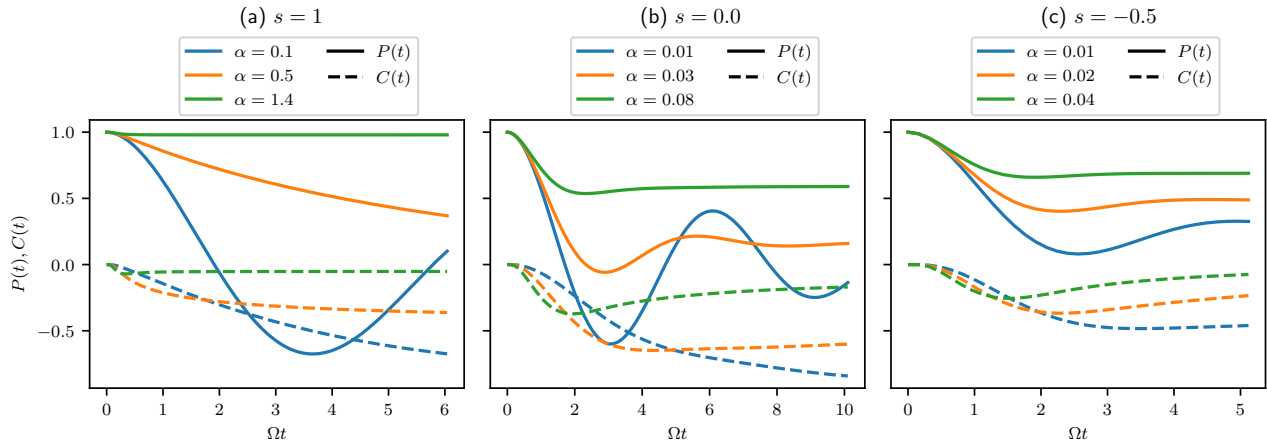 (a) s = 1
α = 0.1
α = 0.5
α = 1.4
P(t)
C(t)
P(t), C(t)
1.0
0.5
0.0
−0.5
0
1
2
3
4
5
6
Ωt
(b) s = 0.0
α = 0.01
α = 0.03
α = 0.08
P(t)
C(t)
0
2
4
6
8
10
Ωt
(c) s = −0.5
α = 0.01
α = 0.02
α = 0.04
P(t)
C(t)
0
1
2
3
4
5
Ωt